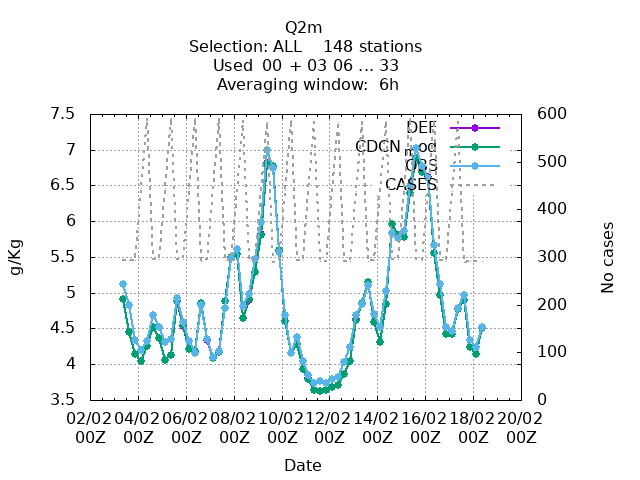 Q2m
Selection: ALL    148 stations
Used  00 + 03 06 ... 33
Averaging window:  6h
7.5
7
6.5
6
5.5
5
4.5
4
3.5
g/Kg
600
500
400
300
200
100
0
No cases
DEF
CDCN_mod
OBS
CASES
02/02 04/02 06/02 08/02 10/02 12/02 14/02 16/02 18/02 20/02
00Z 00Z 00Z 00Z 00Z 00Z 00Z 00Z 00Z 00Z
Date